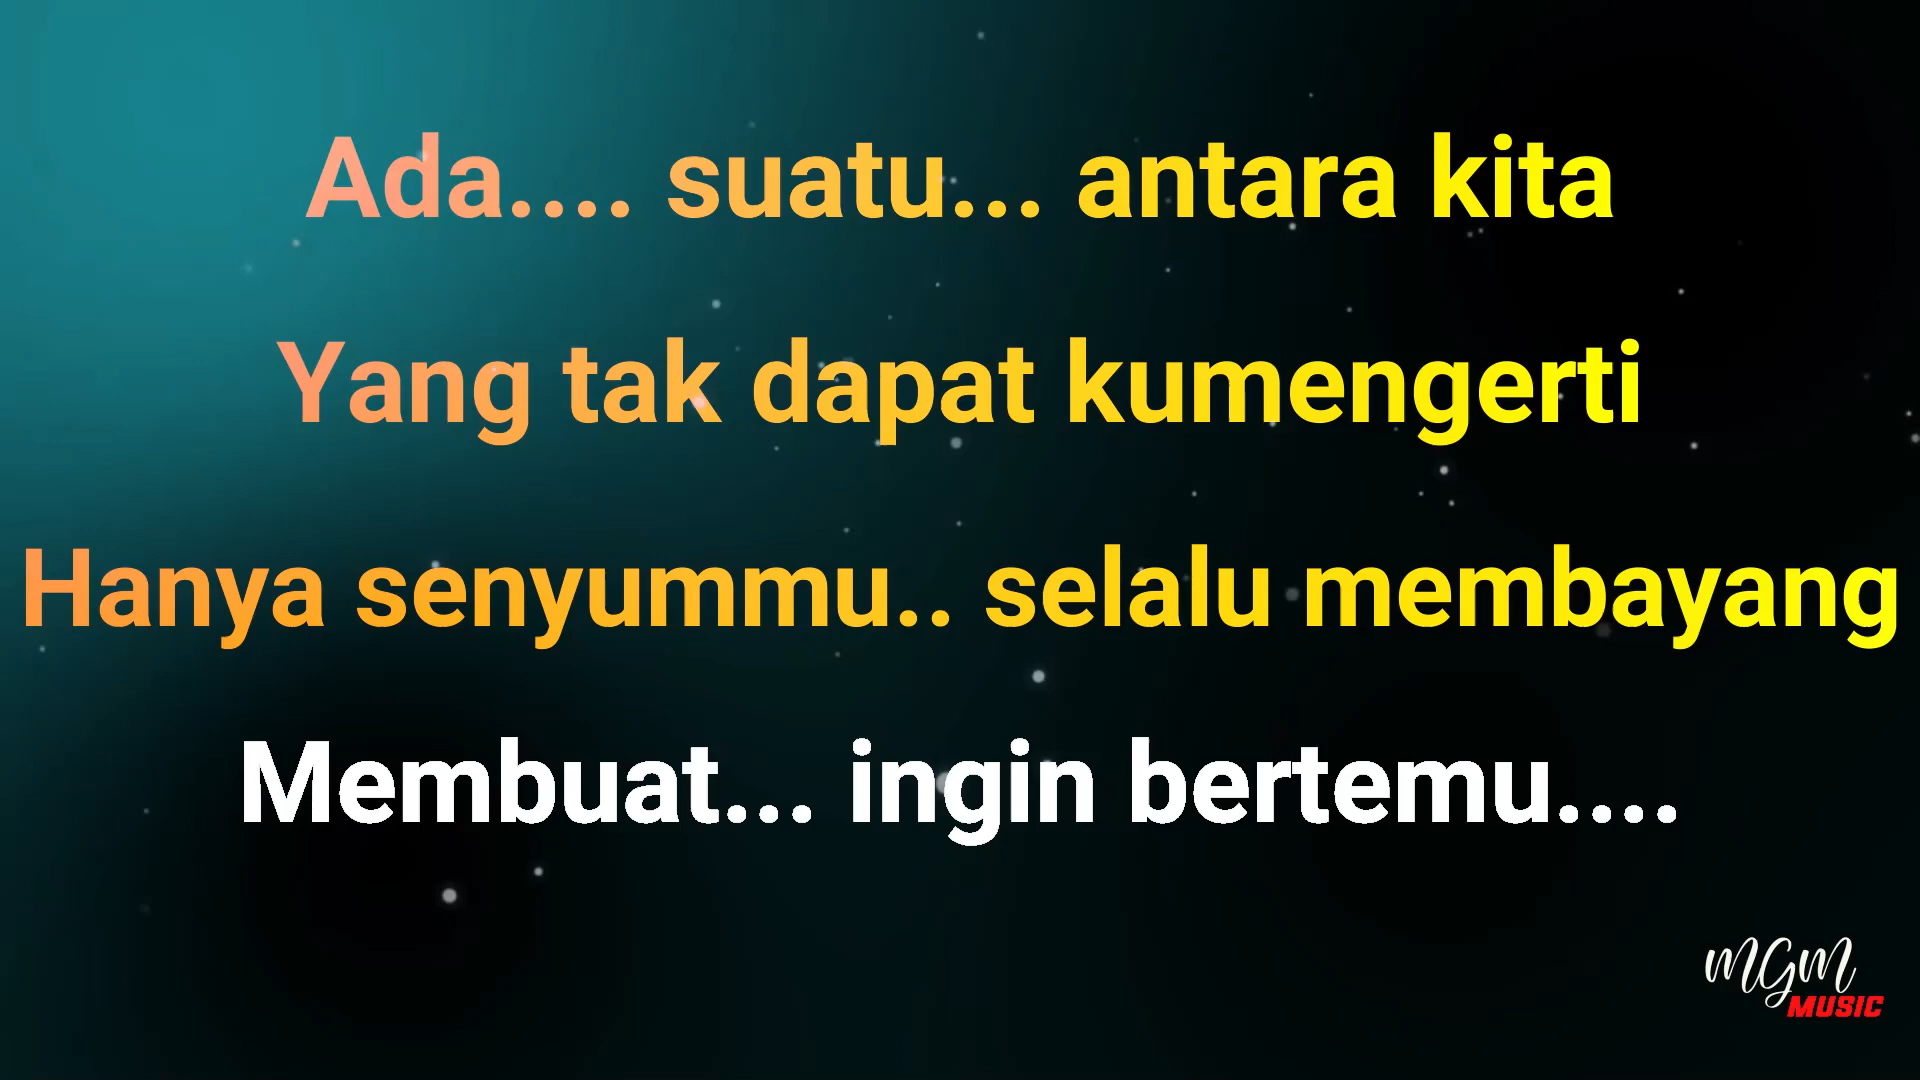 Ada.... suatu... antara kita
Yang tak dapat kumengerti
Hanya senyummu.. selalu membayang
Membuat... ingin bertemu....
MGM
MUSIC